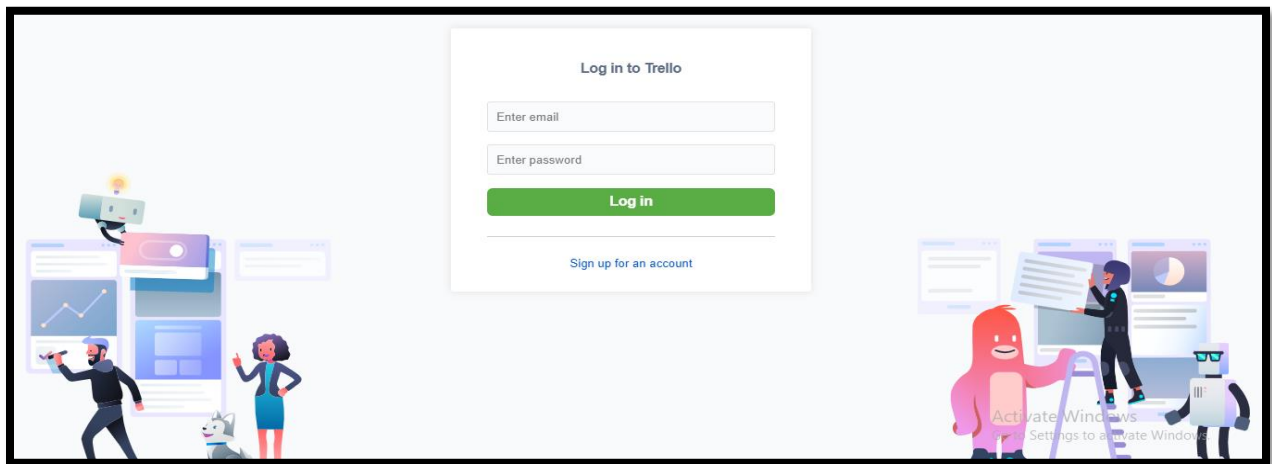 Log in to Trello
Enter email
Enter password
Log in
Sign up for an account
Activate Windows
Go to Settings to activate Windows.